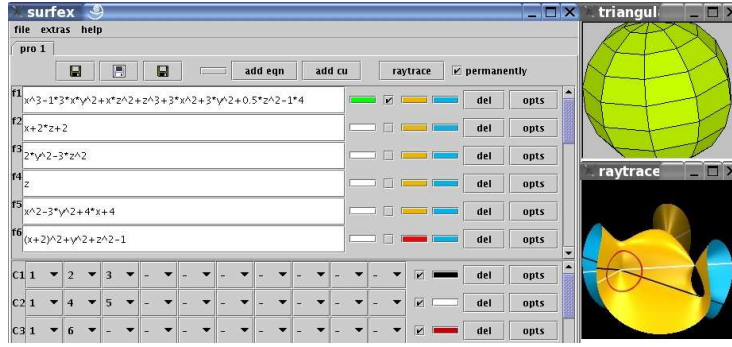 surfex
triangul
file extras help
pro 1
add eqn add cu raytrace permanently
f1 x^3-1*3*x*y^2+x*z^2+z^3+3*x^2+3*y^2+0.5*z^2-1*4 del opts
f2 x+2*z+2 del opts
f3 2*y^2-3*z^2 del opts
raytrace
f4 z del opts
f5 x^2-3*y^2+4*x+4 del opts
f6 (x+2)^2+y^2+z^2-1 del opts
C1 1 2 3 - - - - - - - del opts
C2 1 4 5 - - - - - - - del opts
C3 1 6 - - - - - - - - del opts